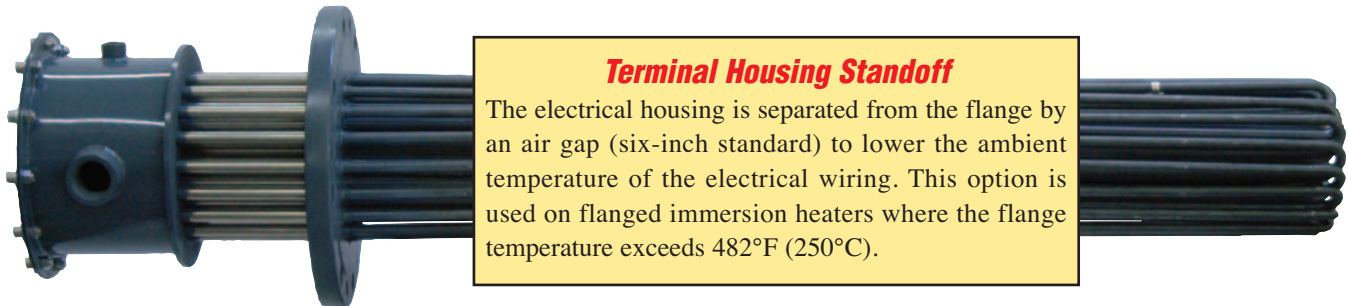 Terminal Housing Standoff
The electrical housing is separated from the flange by
an air gap (six-inch standard) to lower the ambient
temperature of the electrical wiring. This option is
used on flanged immersion heaters where the flange
temperature exceeds 482°F (250°C).